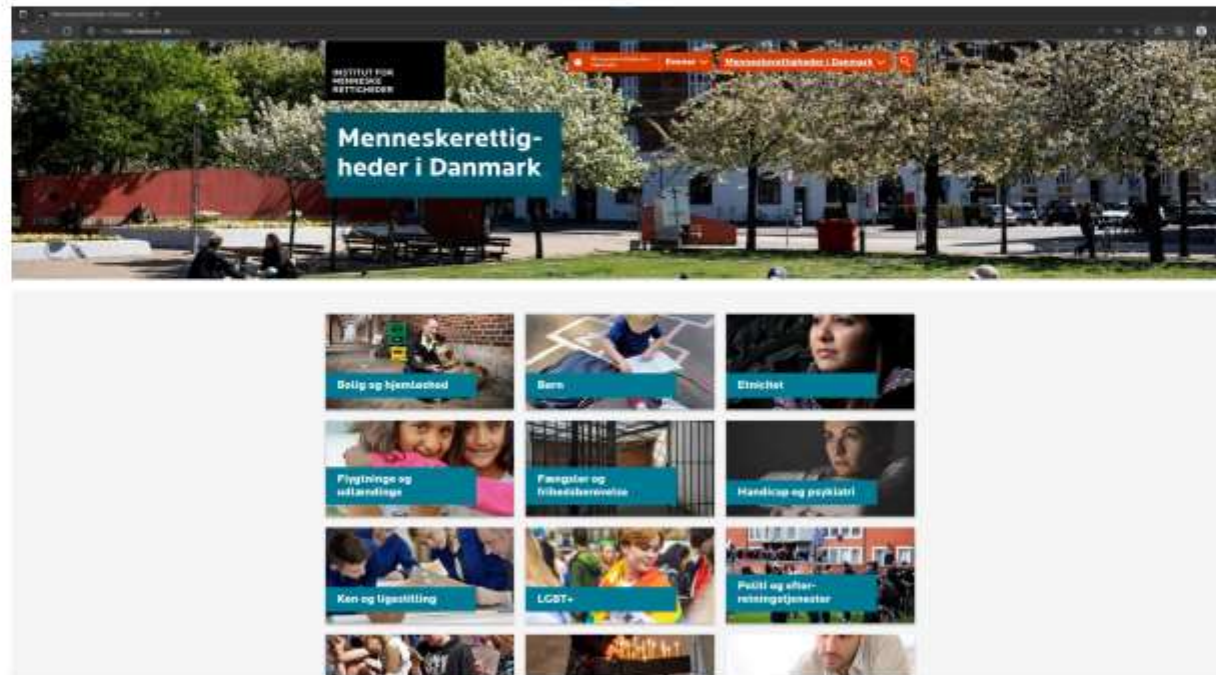 INSTITUT FOR
MENNESKE
RETTIGHEDER
Emner
Menneskerettigheder i Danmark
Menneskerettig-
heder i Danmark
Bolig og hjemløshed
Børn
Etnicitet
Flygtninge og
udlændinge
Fængsler og
frihedsberøvelse
Handicap og psykiatri
Køn og ligestilling
LGBT+
Politi og efter-
retningstjenester